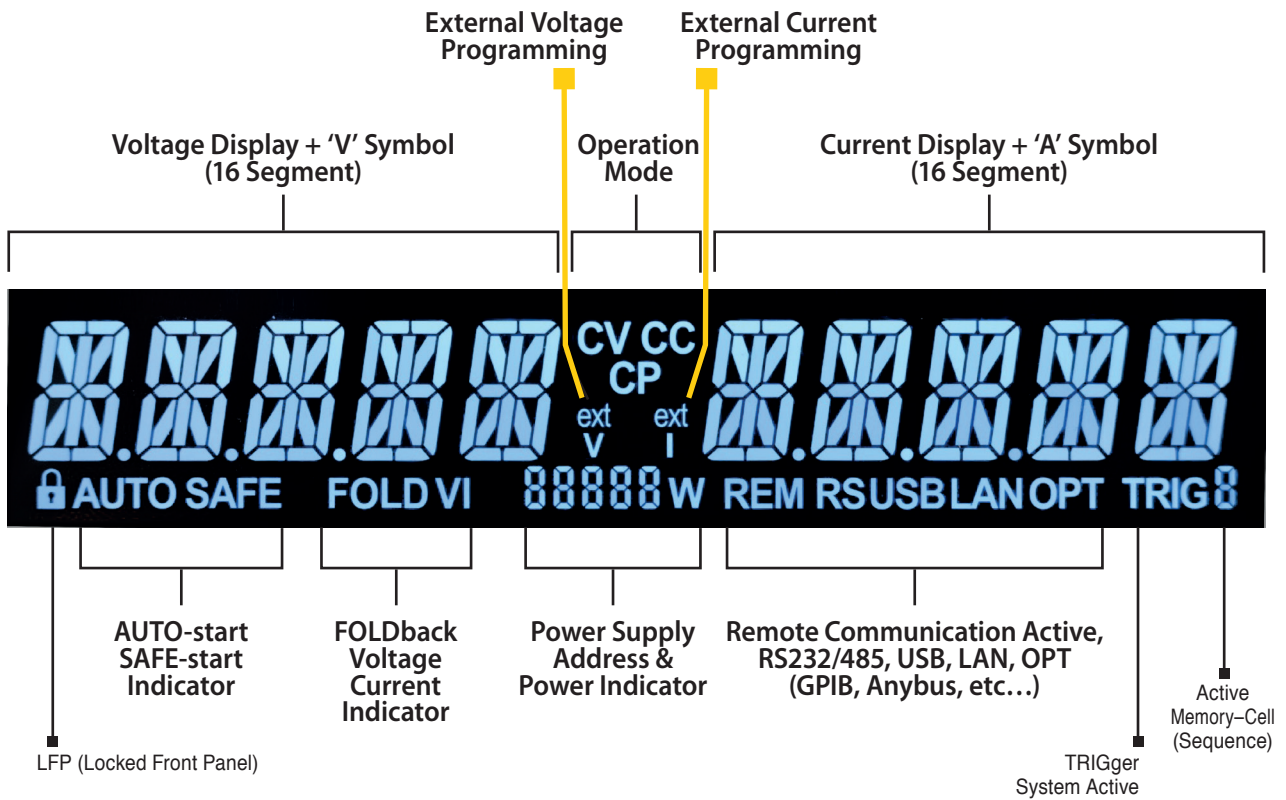 External Voltage
Programming
External Current
Programming
Voltage Display + ‘V’ Symbol
(16 Segment)
Operation
Mode
Current Display + ‘A’ Symbol
(16 Segment)
CV CC
CP
ext ext
V I
AUTO SAFE FOLD VI 88888 W REM RS USB LAN OPT TRIG 8
AUTO-start
SAFE-start
Indicator
FOLDback
Voltage
Current
Indicator
Power Supply
Address &
Power Indicator
Remote Communication Active,
RS232/485, USB, LAN, OPT
(GPIB, Anybus, etc…)
Active
Memory–Cell
(Sequence)
LFP (Locked Front Panel)
TRIGger
System Active